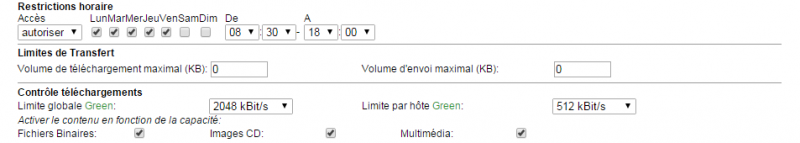 Restrictions horaire
Accès LunMarMerJeuVenSamDim De A
autoriser 08 : 30 - 18 : 00
Limites de Transfert
Volume de téléchargement maximal (KB): 0 Volume d'envoi maximal (KB): 0
Contrôle téléchargements
Limite globale Green: 2048 kBit/s Limite par hôte Green: 512 kBit/s
Activer le contenu en fonction de la capacité:
Fichiers Binaires: Images CD: Multimédia: